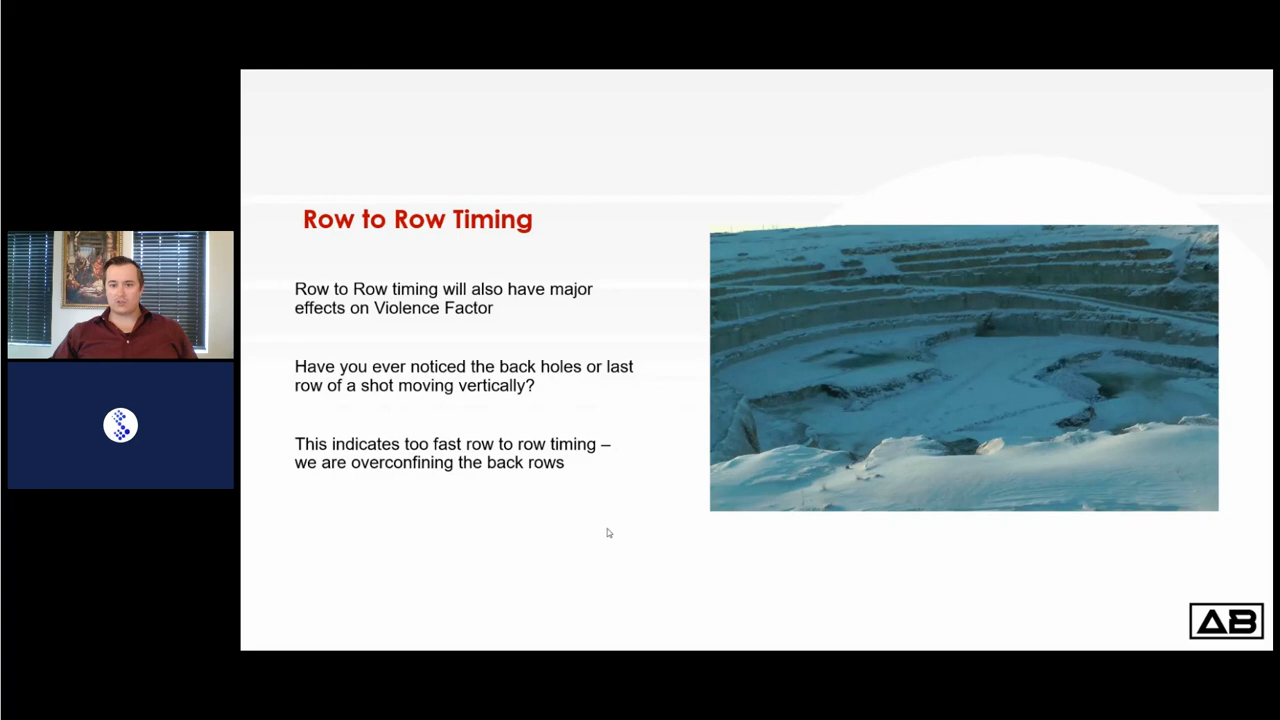 Row to Row Timing
Row to Row timing will also have major
effects on Violence Factor
Have you ever noticed the back holes or last
row of a shot moving vertically?
This indicates too fast row to row timing –
we are overconfining the back rows
AB